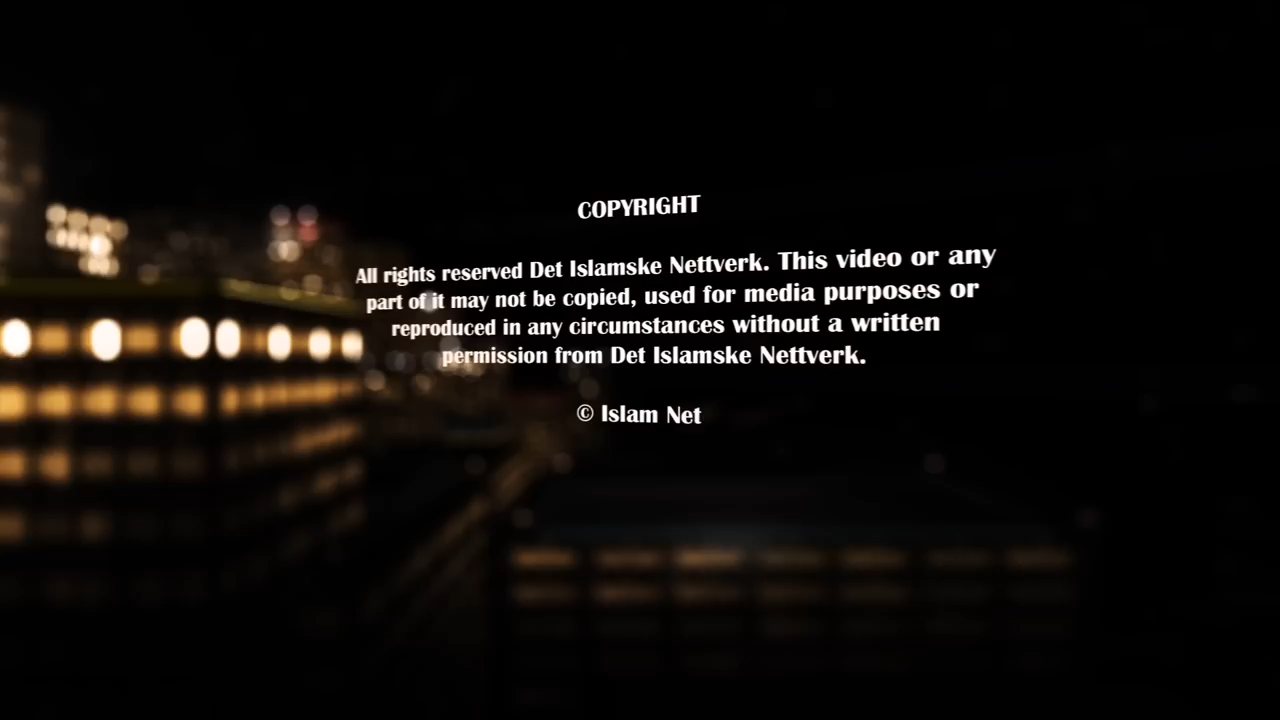 COPYRIGHT
All rights reserved Det Islamske Nettverk. This video or any
part of it may not be copied, used for media purposes or
reproduced in any circumstances without a written
permission from Det Islamske Nettverk.
© Islam Net